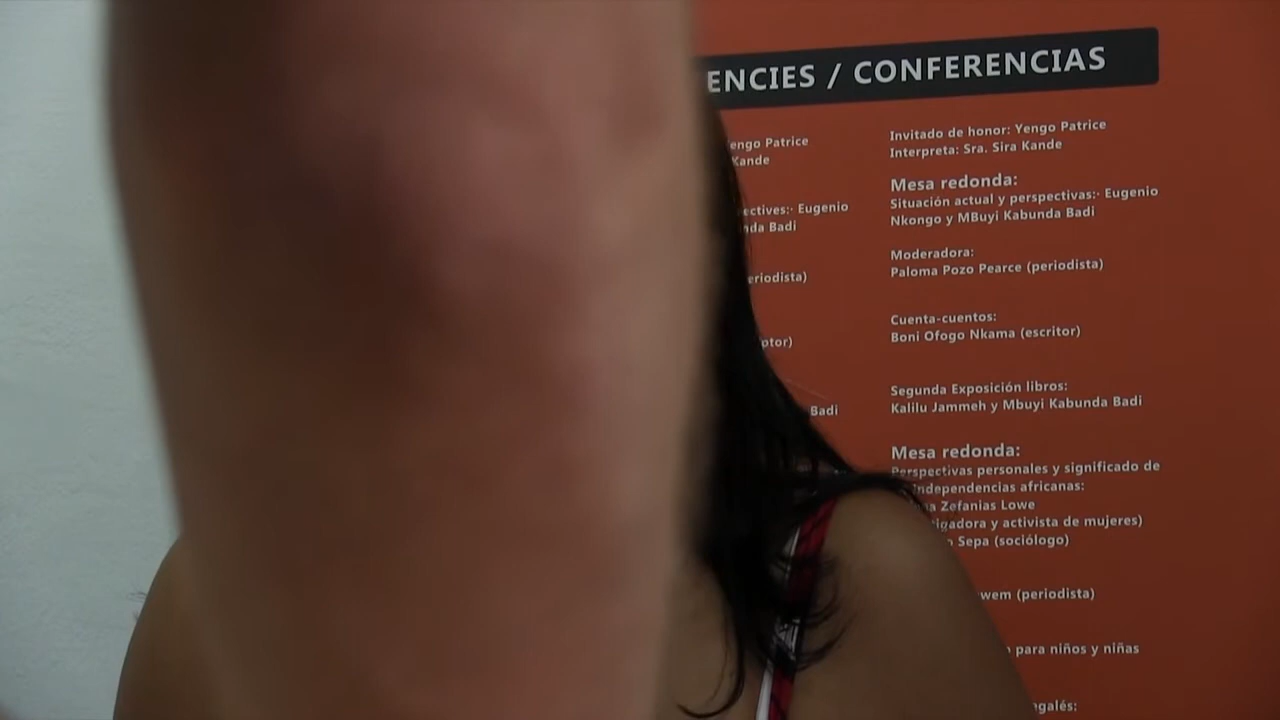 ENCIES / CONFERENCIAS
Yengo Patrice
Kande
ectives:· Eugenio
nda Badi
eriodista)
ptor)
Badi
Invitado de honor: Yengo Patrice
Interpreta: Sra. Sira Kande
Mesa redonda:
Situación actual y perspectivas:· Eugenio
Nkongo y MBuyi Kabunda Badi
Moderadora:
Paloma Pozo Pearce (periodista)
Cuenta-cuentos:
Boni Ofogo Nkama (escritor)
Segunda Exposición libros:
Kalilu Jammeh y Mbuyi Kabunda Badi
Mesa redonda:
Perspectivas personales y significado de
independencias africanas:
Zefanias Lowe
igadora y activista de mujeres)
Sepa (sociólogo)
wem (periodista)
para niños y niñas
egalés: